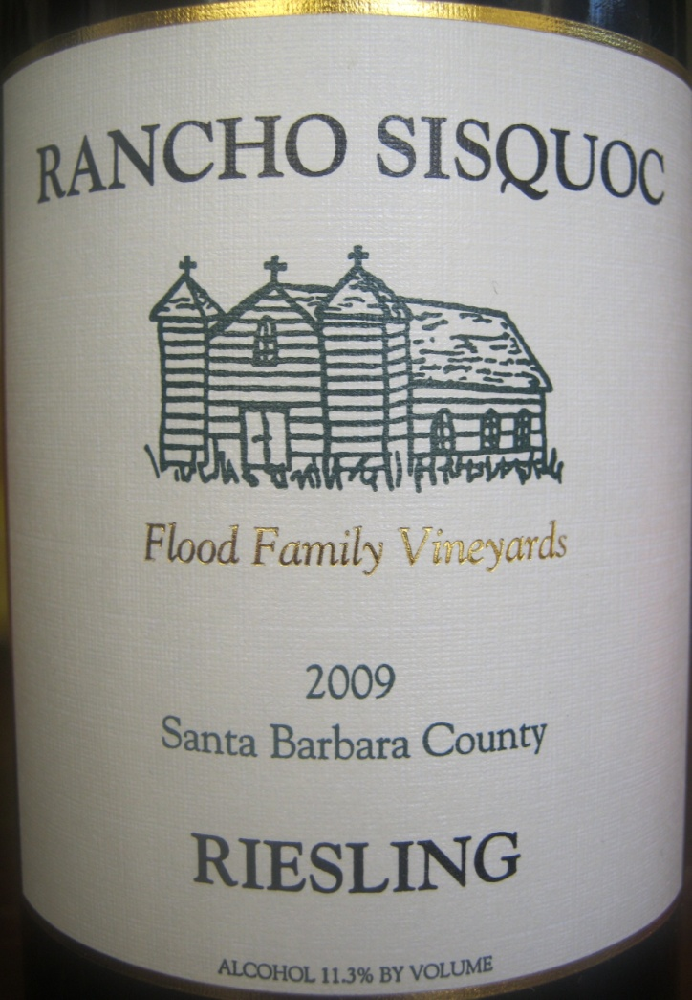 RANCHO SISQUOC
Flood Family Vineyards
2009
Santa Barbara County
RIESLING
ALCOHOL 11.3% BY VOLUME